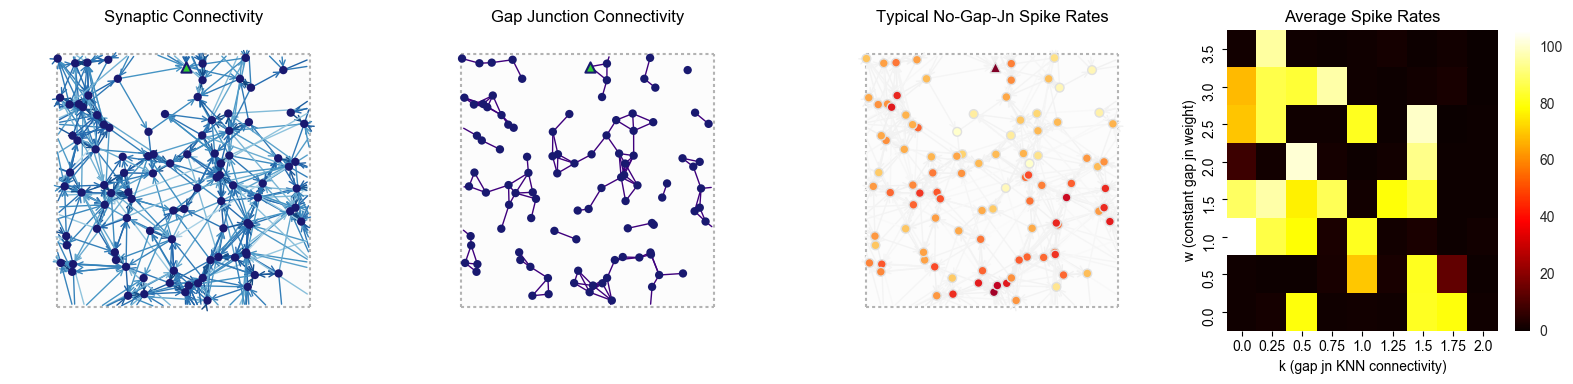 Synaptic Connectivity
Gap Junction Connectivity
Typical No-Gap-Jn Spike Rates
Average Spike Rates
w (constant gap jn weight)
3.5
3.0
2.5
2.0
1.5
1.0
0.5
0.0
0.0 0.25 0.5 0.75 1.0 1.25 1.5 1.75 2.0
k (gap jn KNN connectivity)
100
80
60
40
20
0